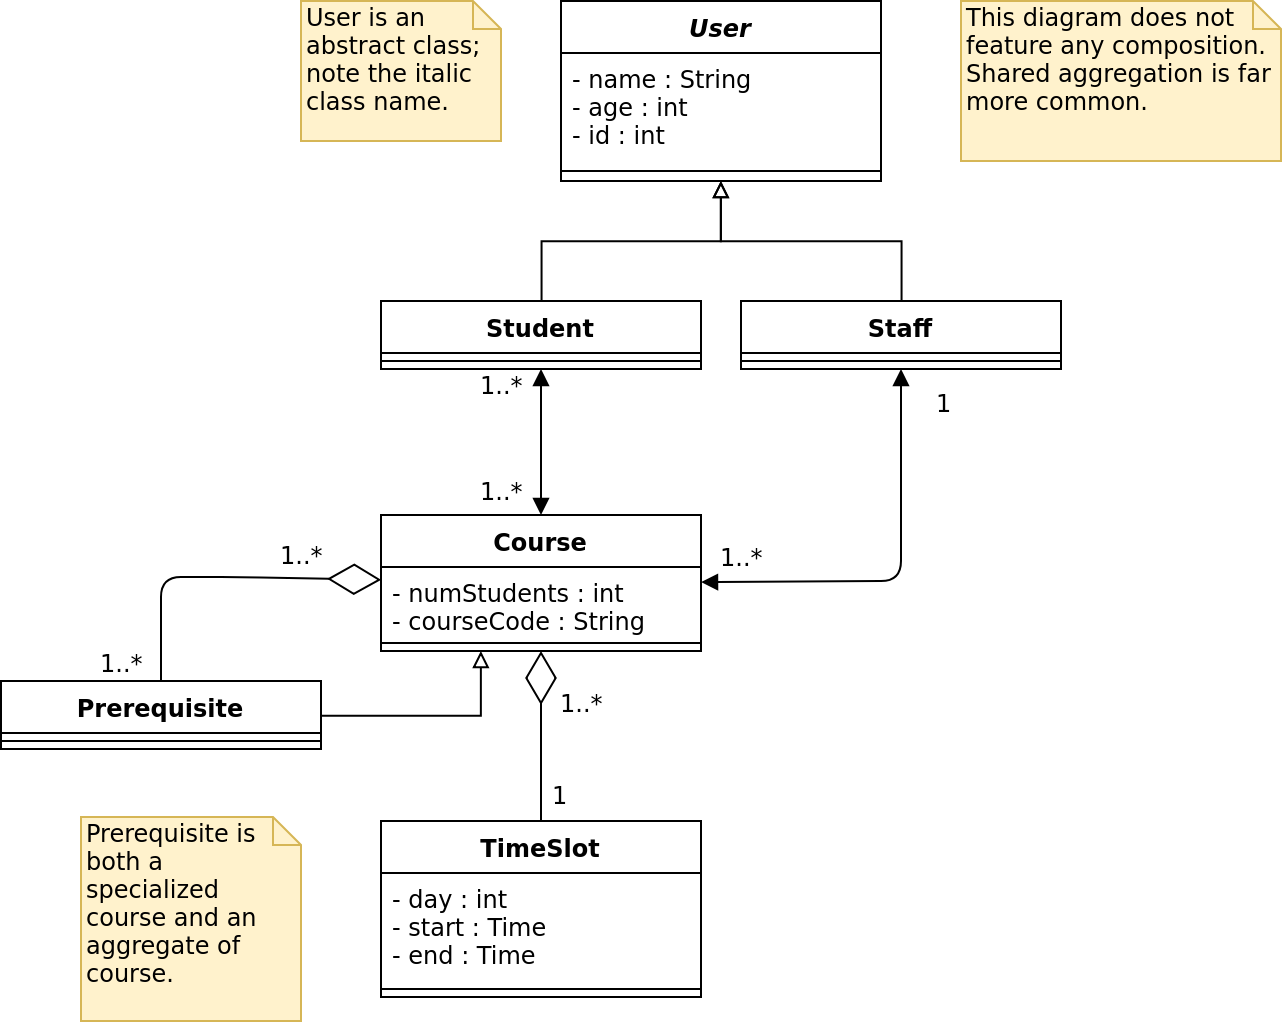 User is an
abstract class;
note the italic
class name.
User
- name : String
- age : int
- id : int
This diagram does not
feature any composition.
Shared aggregation is far
more common.
Student
Staff
1..*
1
1..*
Course
- numStudents : int
- courseCode : String
1..*
1..*
1..*
Prerequisite
1..*
1
TimeSlot
- day : int
- start : Time
- end : Time
Prerequisite is
both a
specialized
course and an
aggregate of
course.